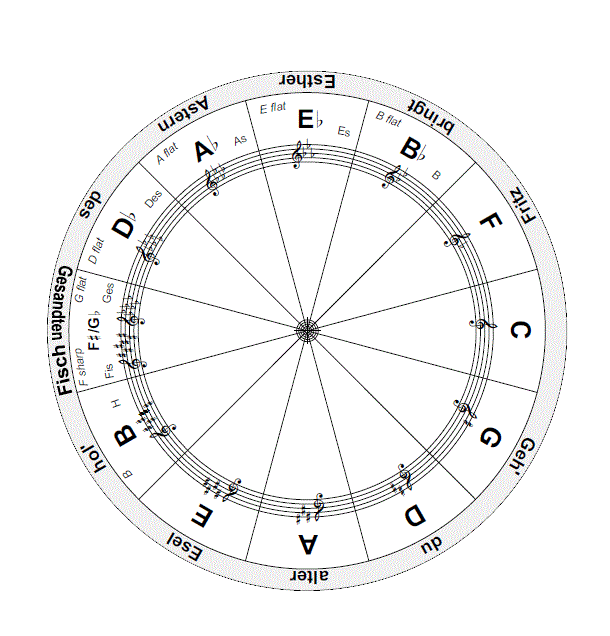 Esther
E flat
E♭
Es
bringt
B flat
B♭
B
Fritz
F
C
Geh'
G
du
D
alter
A
Esel
E
hol'
B
H
B
Fisch
F sharp
Fis
F♯/G♭
Gesandten
G flat
Ges
des
D flat
D♭
Des
Astern
A flat
A♭
As